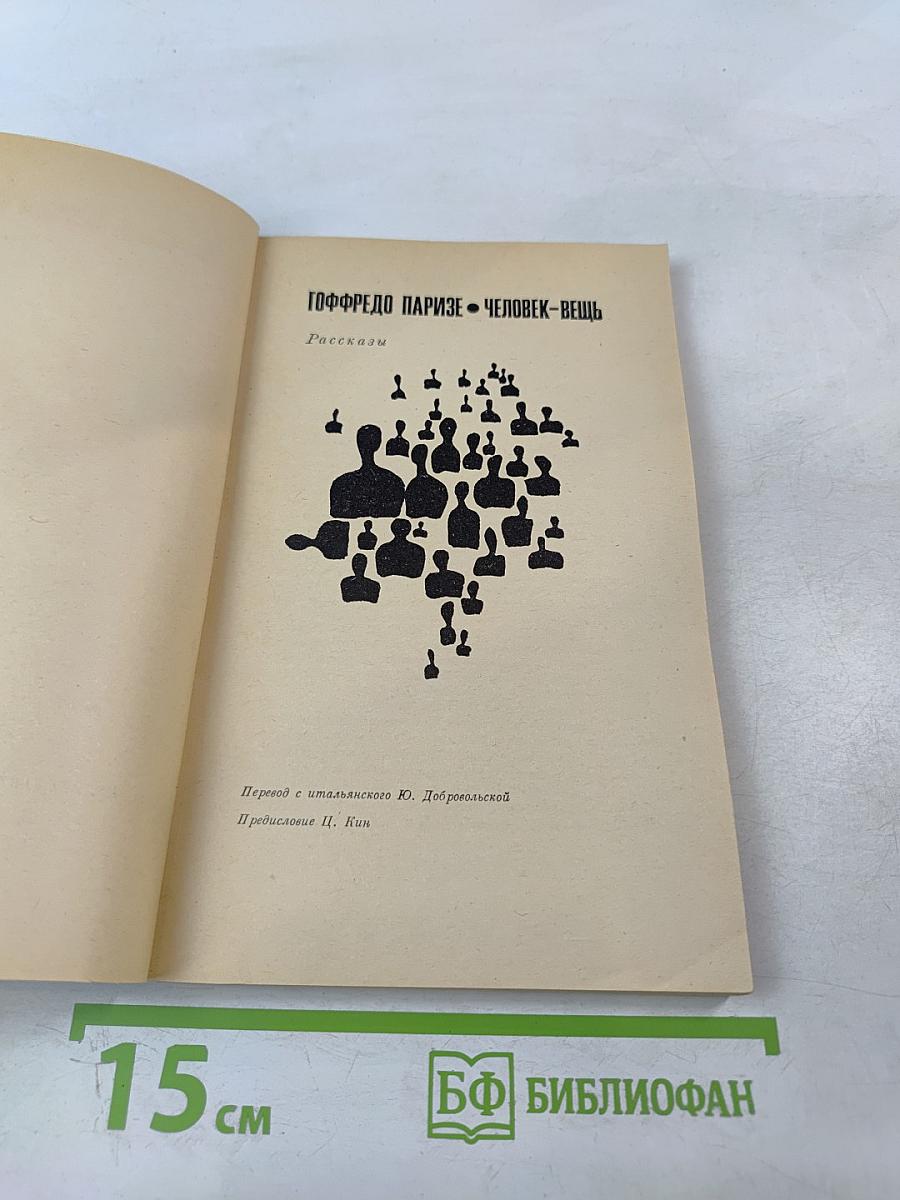 ГОФФРЕДО ПАРИЗЕ • ЧЕЛОВЕК–ВЕЩЬ
Рассказы
Перевод с итальянского Ю. Добровольской
Предисловие Ц. Кин
15 см
БФ БИБЛИОФАН